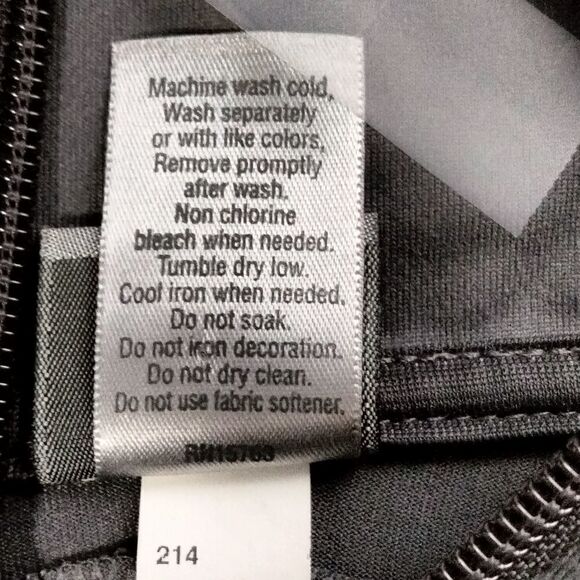 Machine wash cold,
Wash separately
or with like colors,
Remove promptly
after wash.
Non chlorine
bleach when needed.
Tumble dry low.
Cool iron when needed,
Do not soak.
Do not iron decoration.
Do not dry clean.
Do not use fabric softener.
RN15763
214